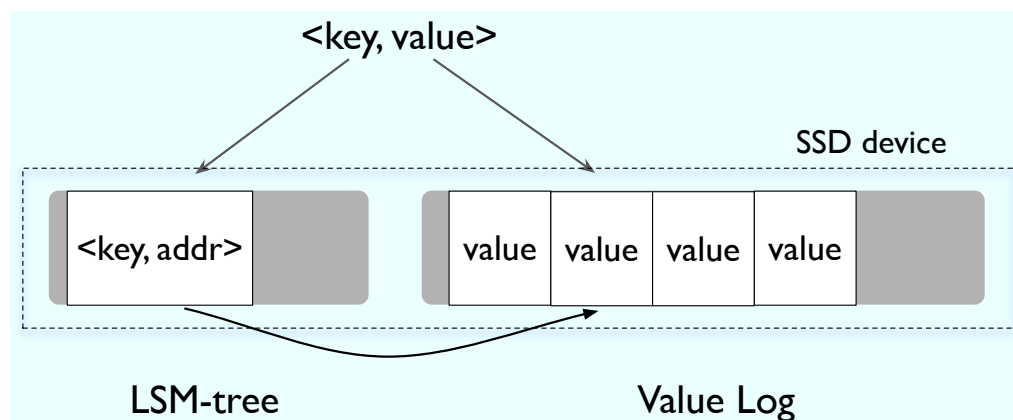 <key, value>
SSD device
<key, addr>
value
value
value
value
LSM-tree
Value Log